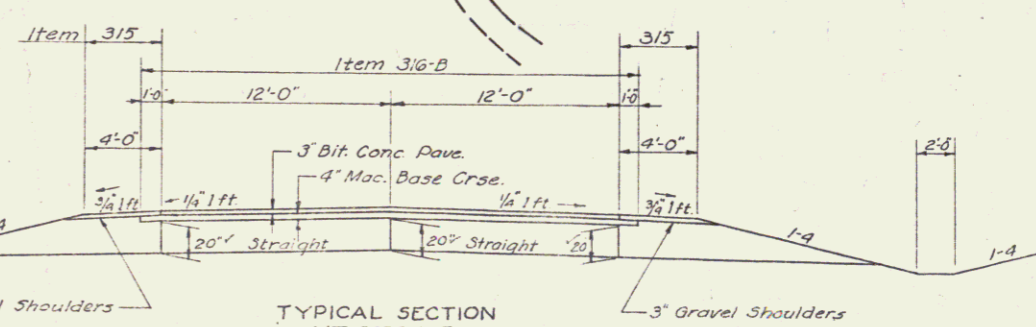 Item 315
315
Item 316-B
1'-0" 12'-0" 12'-0" 1'-0"
4'-0" 4'-0" 2'-0"
3" Bit. Conc. Pave.
4" Mac. Base Crse.
3/4" 1 ft. 1/4" 1 ft 1/4" 1 ft 3/4" 1 ft.
1-4 1-4
20" Straight 20" Straight 20
Shoulders
3" Gravel Shoulders
TYPICAL SECTION